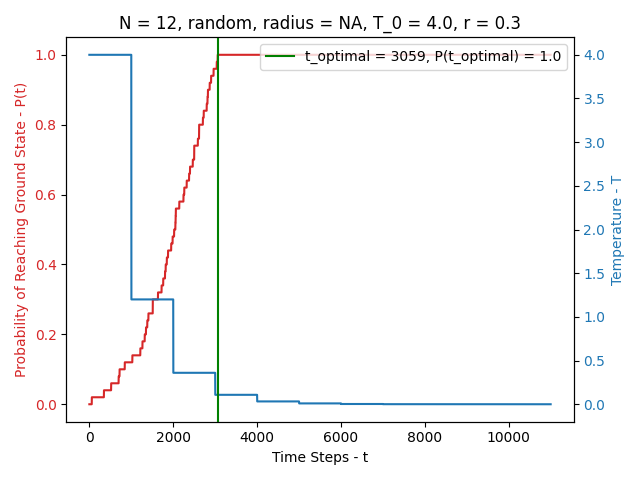 N = 12, random, radius = NA, T_0 = 4.0, r = 0.3
t_optimal = 3059, P(t_optimal) = 1.0
Probability of Reaching Ground State - P(t)
1.0
0.8
0.6
0.4
0.2
0.0
4.0
3.5
3.0
2.5
2.0
1.5
1.0
0.5
0.0
Temperature - T
0 2000 4000 6000 8000 10000
Time Steps - t